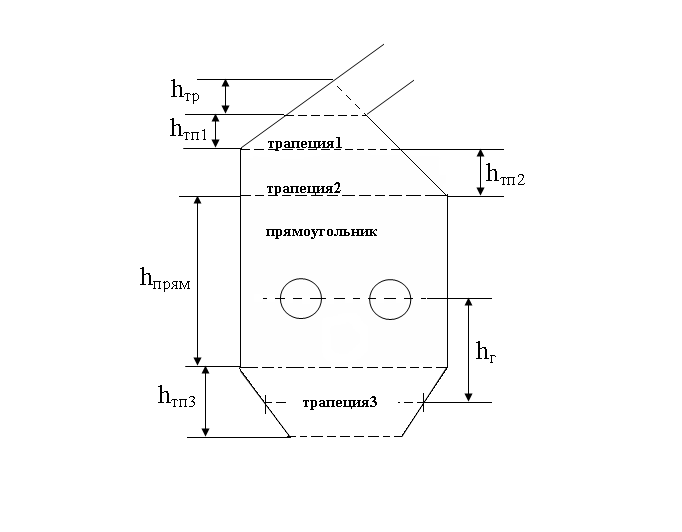 hтр
hтп1
трапеция1
hтп2
трапеция2
прямоугольник
hпрям
hг
hтп3
трапеция3